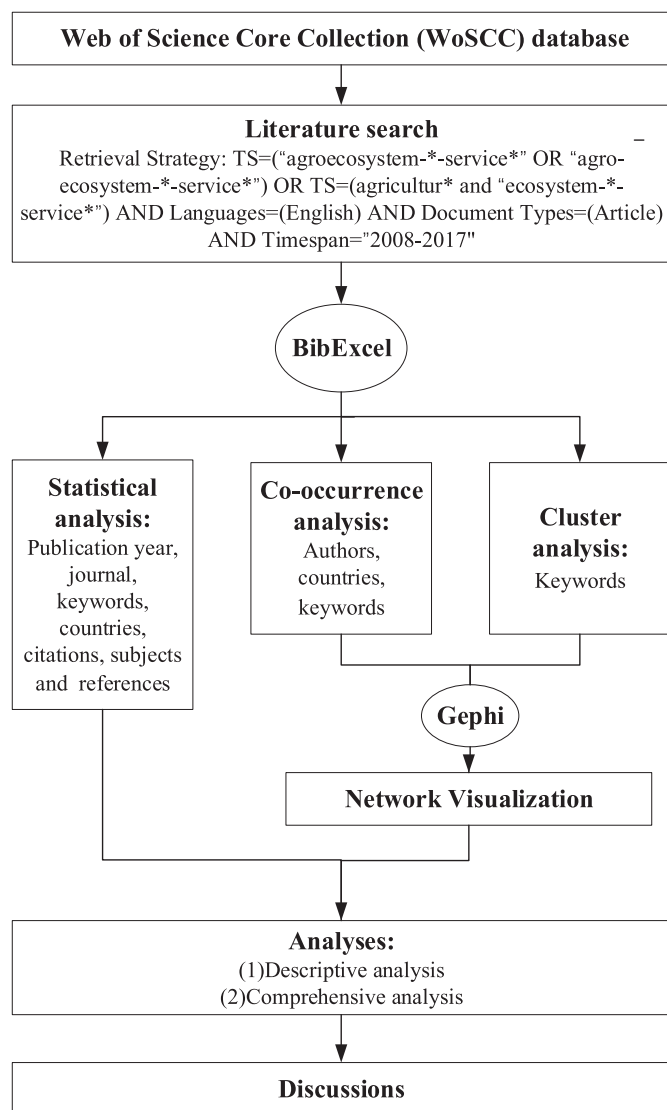 Web of Science Core Collection (WoSCC) database
Literature search
Retrieval Strategy: TS=(“agroecosystem-*-service*” OR “agro-
ecosystem-*-service*”) OR TS=(agricultur* and “ecosystem-*-
service*”) AND Languages=(English) AND Document Types=(Article)
AND Timespan="2008-2017"
BibExcel
Statistical
analysis:
Publication year,
journal,
keywords,
countries,
citations, subjects
and references
Co-occurrence
analysis:
Authors,
countries,
keywords
Cluster
analysis:
Keywords
Gephi
Network Visualization
Analyses:
(1)Descriptive analysis
(2)Comprehensive analysis
Discussions